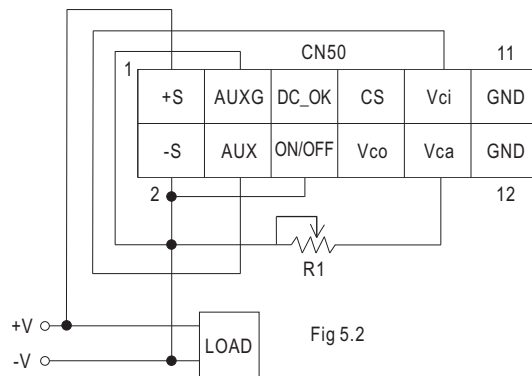 CN50
1 11
+S AUXG DC_OK CS Vci GND
-S AUX ON/OFF Vco Vca GND
2 12
R1
+V
LOAD
Fig 5.2
-V